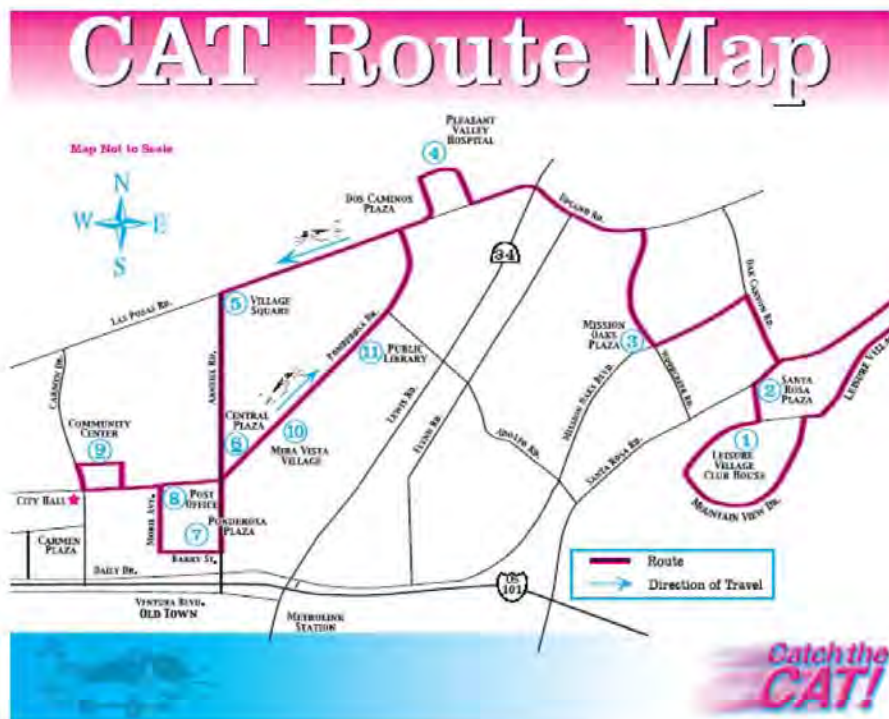 CAT Route Map
Map Not to Scale
N
W
E
S
PLEASANT
VALLEY
HOSPITAL
4
DOS CAMINOS
PLAZA
UPLAND RD.
34
LAS POSAS RD.
5
VILLAGE
SQUARE
PONDEROSA DR.
OAK CANYON RD.
MISSION
OAKS
PLAZA
3
11
PUBLIC
LIBRARY
CARMEN DR.
ARNEILL RD.
LEWIS RD.
FLYNN RD.
MISSION OAKS BLVD.
WOODCREEK RD.
2
SANTA
ROSA
PLAZA
LEISURE VILLA
COMMUNITY
CENTER
9
CENTRAL
PLAZA
6
10
MIRA VISTA
VILLAGE
ADOLFO RD.
SANTA ROSA RD.
1
LEISURE
VILLAGE
CLUB HOUSE
MOUNTAIN VIEW DR.
CITY HALL
8
POST
OFFICE
MOBIL AVE.
7
PONDEROSA
PLAZA
CARMEN
PLAZA
BARRY ST.
DAILY DR.
US
101
Route
Direction of Travel
VENTURA BLVD.
OLD TOWN
METROLINK
STATION
Catch the
CAT!